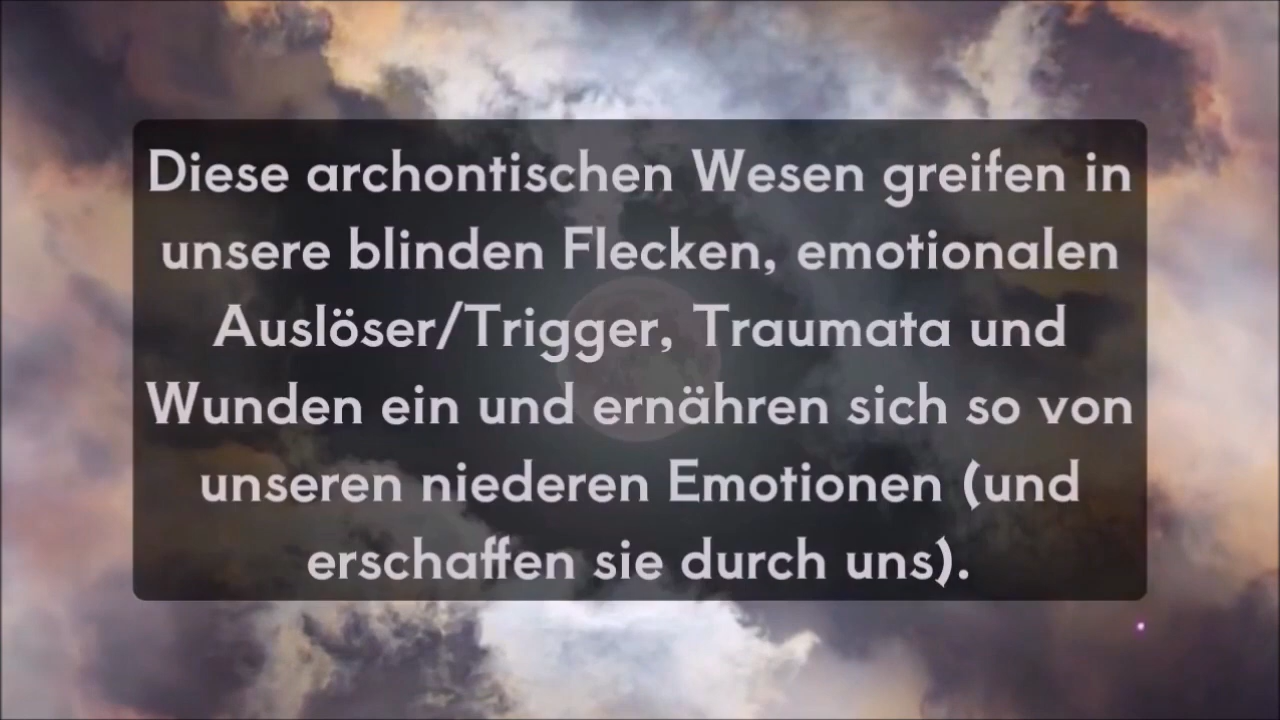 Diese archontischen Wesen greifen in
unsere blinden Flecken, emotionalen
Auslöser/Trigger, Traumata und
Wunden ein und ernähren sich so von
unseren niederen Emotionen (und
erschaffen sie durch uns).